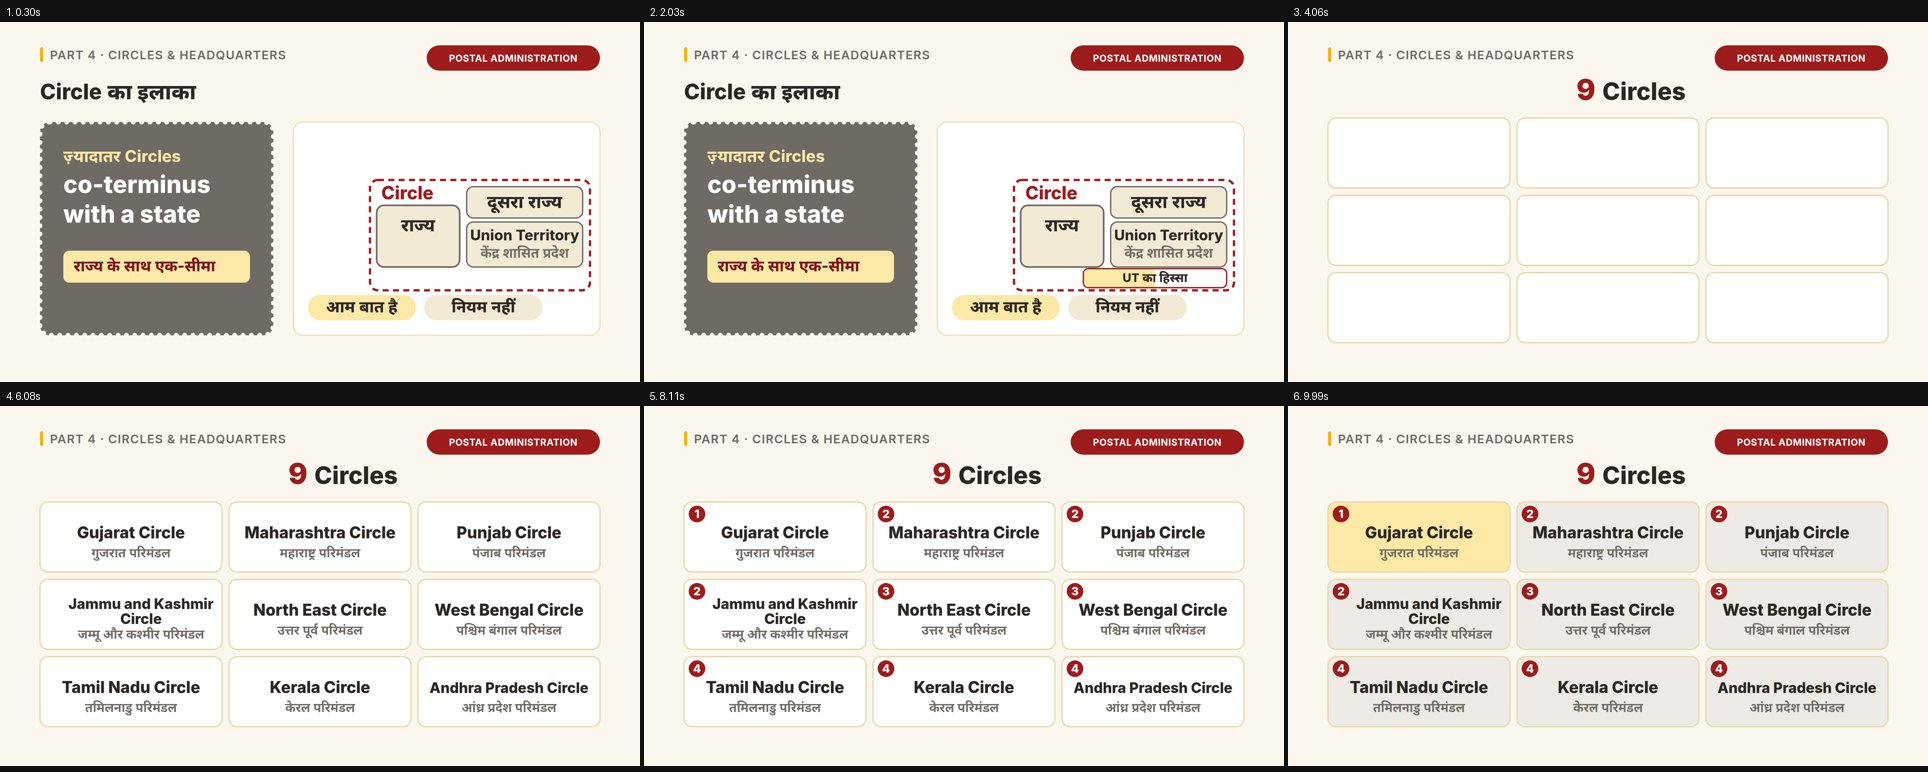 1. 0.30s
PART 4 · CIRCLES & HEADQUARTERS
POSTAL ADMINISTRATION
Circle का इलाका
ज़्यादातर Circles
co-terminus
with a state
राज्य के साथ एक-सीमा
Circle
राज्य
दूसरा राज्य
Union Territory
केंद्र शासित प्रदेश
आम बात है
नियम नहीं
2. 2.03s
PART 4 · CIRCLES & HEADQUARTERS
POSTAL ADMINISTRATION
Circle का इलाका
ज़्यादातर Circles
co-terminus
with a state
राज्य के साथ एक-सीमा
Circle
राज्य
दूसरा राज्य
Union Territory
केंद्र शासित प्रदेश
UT का हिस्सा
आम बात है
नियम नहीं
3. 4.06s
PART 4 · CIRCLES & HEADQUARTERS
POSTAL ADMINISTRATION
9 Circles
4. 6.08s
PART 4 · CIRCLES & HEADQUARTERS
POSTAL ADMINISTRATION
9 Circles
Gujarat Circle
गुजरात परिमंडल
Maharashtra Circle
महाराष्ट्र परिमंडल
Punjab Circle
पंजाब परिमंडल
Jammu and Kashmir
Circle
जम्मू और कश्मीर परिमंडल
North East Circle
उत्तर पूर्व परिमंडल
West Bengal Circle
पश्चिम बंगाल परिमंडल
Tamil Nadu Circle
तमिलनाडु परिमंडल
Kerala Circle
केरल परिमंडल
Andhra Pradesh Circle
आंध्र प्रदेश परिमंडल
5. 8.11s
PART 4 · CIRCLES & HEADQUARTERS
POSTAL ADMINISTRATION
9 Circles
1
Gujarat Circle
गुजरात परिमंडल
2
Maharashtra Circle
महाराष्ट्र परिमंडल
2
Punjab Circle
पंजाब परिमंडल
2
Jammu and Kashmir
Circle
जम्मू और कश्मीर परिमंडल
3
North East Circle
उत्तर पूर्व परिमंडल
3
West Bengal Circle
पश्चिम बंगाल परिमंडल
4
Tamil Nadu Circle
तमिलनाडु परिमंडल
4
Kerala Circle
केरल परिमंडल
4
Andhra Pradesh Circle
आंध्र प्रदेश परिमंडल
6. 9.99s
PART 4 · CIRCLES & HEADQUARTERS
POSTAL ADMINISTRATION
9 Circles
1
Gujarat Circle
गुजरात परिमंडल
2
Maharashtra Circle
महाराष्ट्र परिमंडल
2
Punjab Circle
पंजाब परिमंडल
2
Jammu and Kashmir
Circle
जम्मू और कश्मीर परिमंडल
3
North East Circle
उत्तर पूर्व परिमंडल
3
West Bengal Circle
पश्चिम बंगाल परिमंडल
4
Tamil Nadu Circle
तमिलनाडु परिमंडल
4
Kerala Circle
केरल परिमंडल
4
Andhra Pradesh Circle
आंध्र प्रदेश परिमंडल